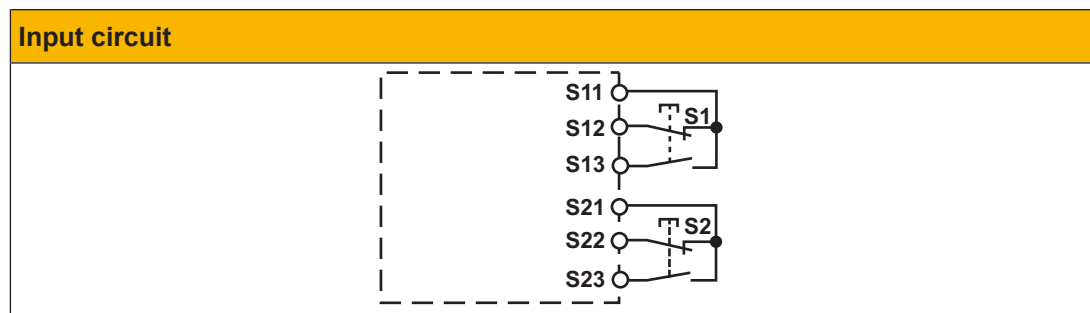 Input circuit
S11
S12
S1
S13
S21
S22
S2
S23